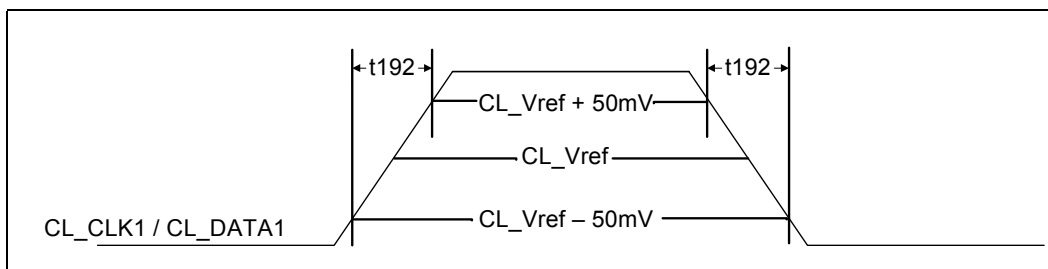 t192 t192
CL_Vref + 50mV
CL_Vref
CL_CLK1 / CL_DATA1 CL_Vref – 50mV